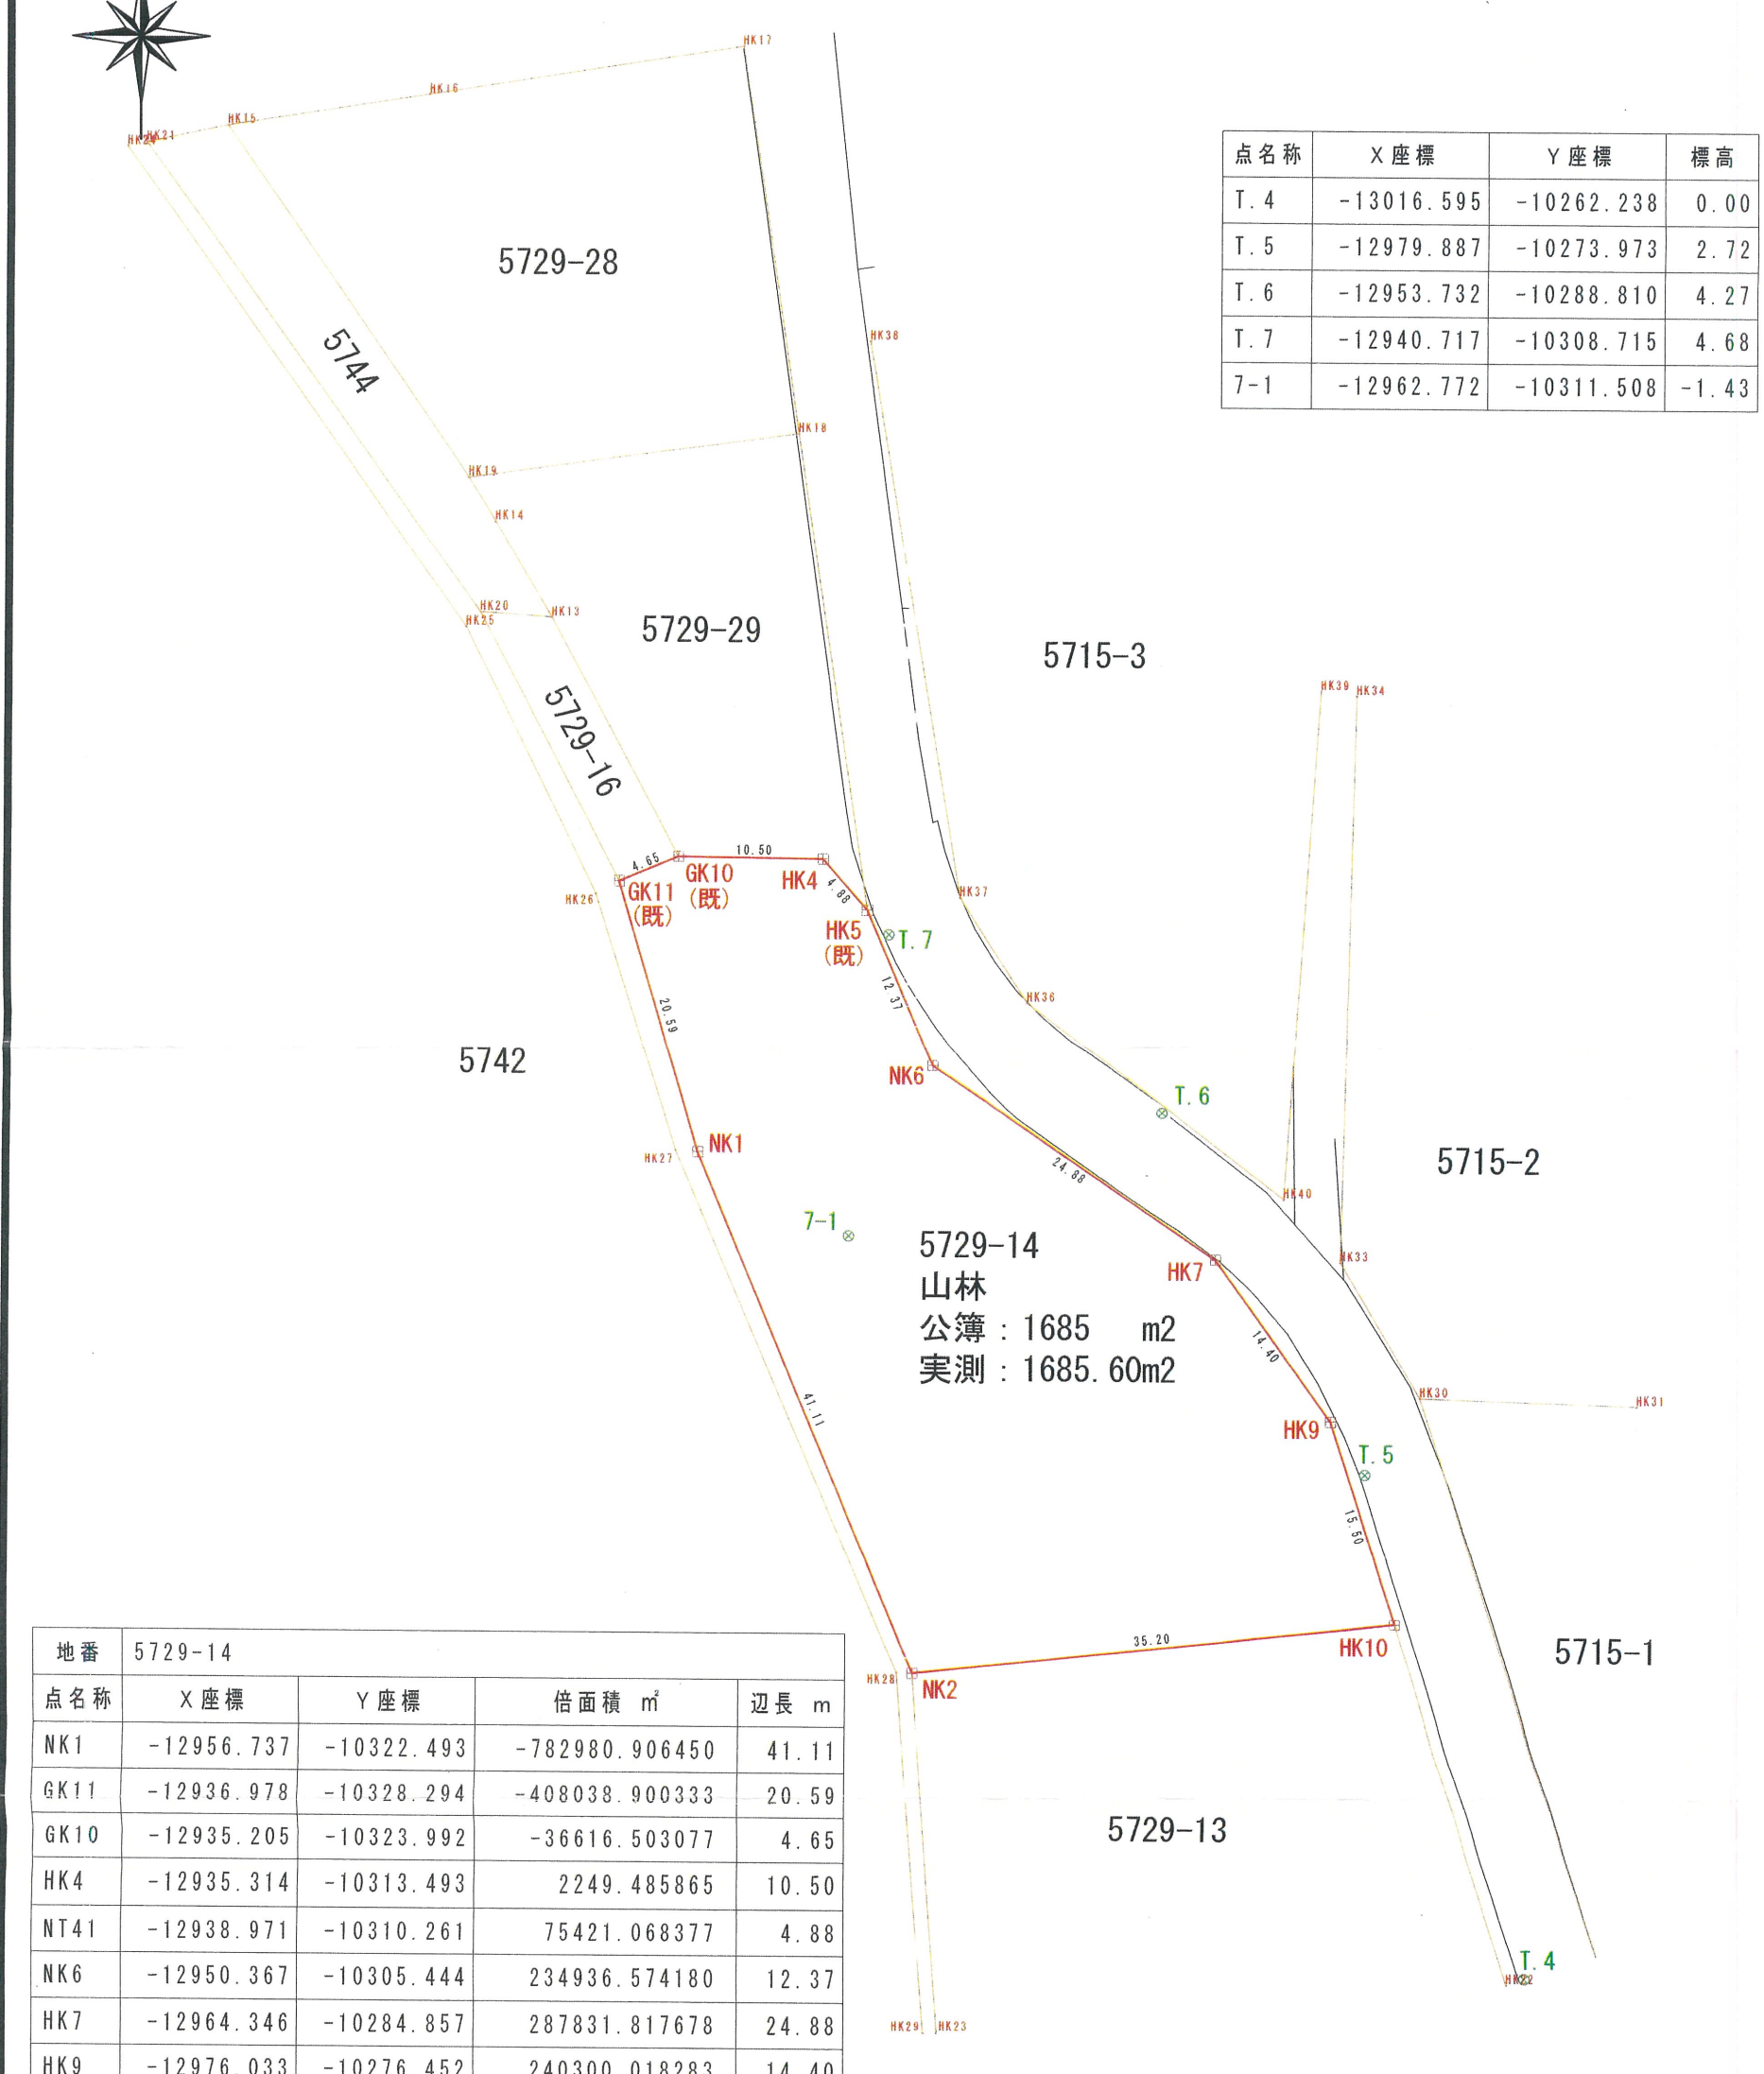 HK17
HK16
HK15
HK21
点名称 X座標 Y座標 標高
T.4 -13016.595 -10262.238 0.00
T.5 -12979.887 -10273.973 2.72
T.6 -12953.732 -10288.810 4.27
T.7 -12940.717 -10308.715 4.68
7-1 -12962.772 -10311.508 -1.43
5729-28
5744
HK38
HK18
HK19
HK14
HK20
HK13
HK25
5729-29
5715-3
HK39
HK34
5729-16
4.65
10.50
GK10
(既)
HK4
4.88
GK11
(既)
HK26
HK37
HK5
(既)
T.7
12.37
HK36
20.59
5742
NK6
T.6
NK1
HK27
24.88
5715-2
HK40
7-1
5729-14
山林
公簿：1685 m2
実測：1685.60m2
HK7
HK33
14.40
41.11
HK30
HK31
HK9
T.5
15.50
35.20
HK10
5715-1
HK28
NK2
5729-13
T.4
HK29
HK23
地番 5729-14
点名称 X座標 Y座標 倍面積 ㎡ 辺長 m
NK1 -12956.737 -10322.493 -782980.906450 41.11
GK11 -12936.978 -10328.294 -408038.900333 20.59
GK10 -12935.205 -10323.992 -36616.503077 4.65
HK4 -12935.314 -10313.493 2249.485865 10.50
NT41 -12938.971 -10310.261 75421.068377 4.88
NK6 -12950.367 -10305.444 234936.574180 12.37
HK7 -12964.346 -10284.857 287831.817678 24.88
HK9 -12976.033 -10276.452 240300.018283 14.40